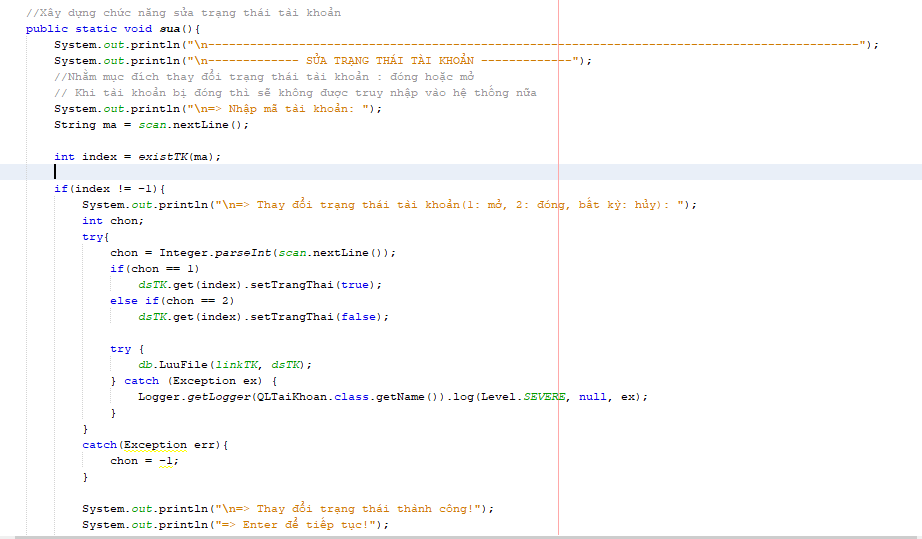 //Xây dựng chức năng sửa trạng thái tài khoản
public static void sua(){
System.out.println("\n---------------------------------------------------------------------------------------------");
System.out.println("\n------------- SỬA TRẠNG THÁI TÀI KHOẢN -------------");
//Nhằm mục đích thay đổi trạng thái tài khoản : đóng hoặc mở
// Khi tài khoản bị đóng thì sẽ không được truy nhập vào hệ thống nữa
System.out.println("\n=> Nhập mã tài khoản: ");
String ma = scan.nextLine();
int index = existTK(ma);
if(index != -1){
System.out.println("\n=> Thay đổi trạng thái tài khoản(1: mở, 2: đóng, bất kỳ: hủy): ");
int chon;
try{
chon = Integer.parseInt(scan.nextLine());
if(chon == 1)
dsTK.get(index).setTrangThai(true);
else if(chon == 2)
dsTK.get(index).setTrangThai(false);
try {
db.LuuFile(linkTK, dsTK);
} catch (Exception ex) {
Logger.getLogger(QLTaiKhoan.class.getName()).log(Level.SEVERE, null, ex);
}
}
catch(Exception err){
chon = -1;
}
System.out.println("\n=> Thay đổi trạng thái thành công!");
System.out.println("=> Enter để tiếp tục!");